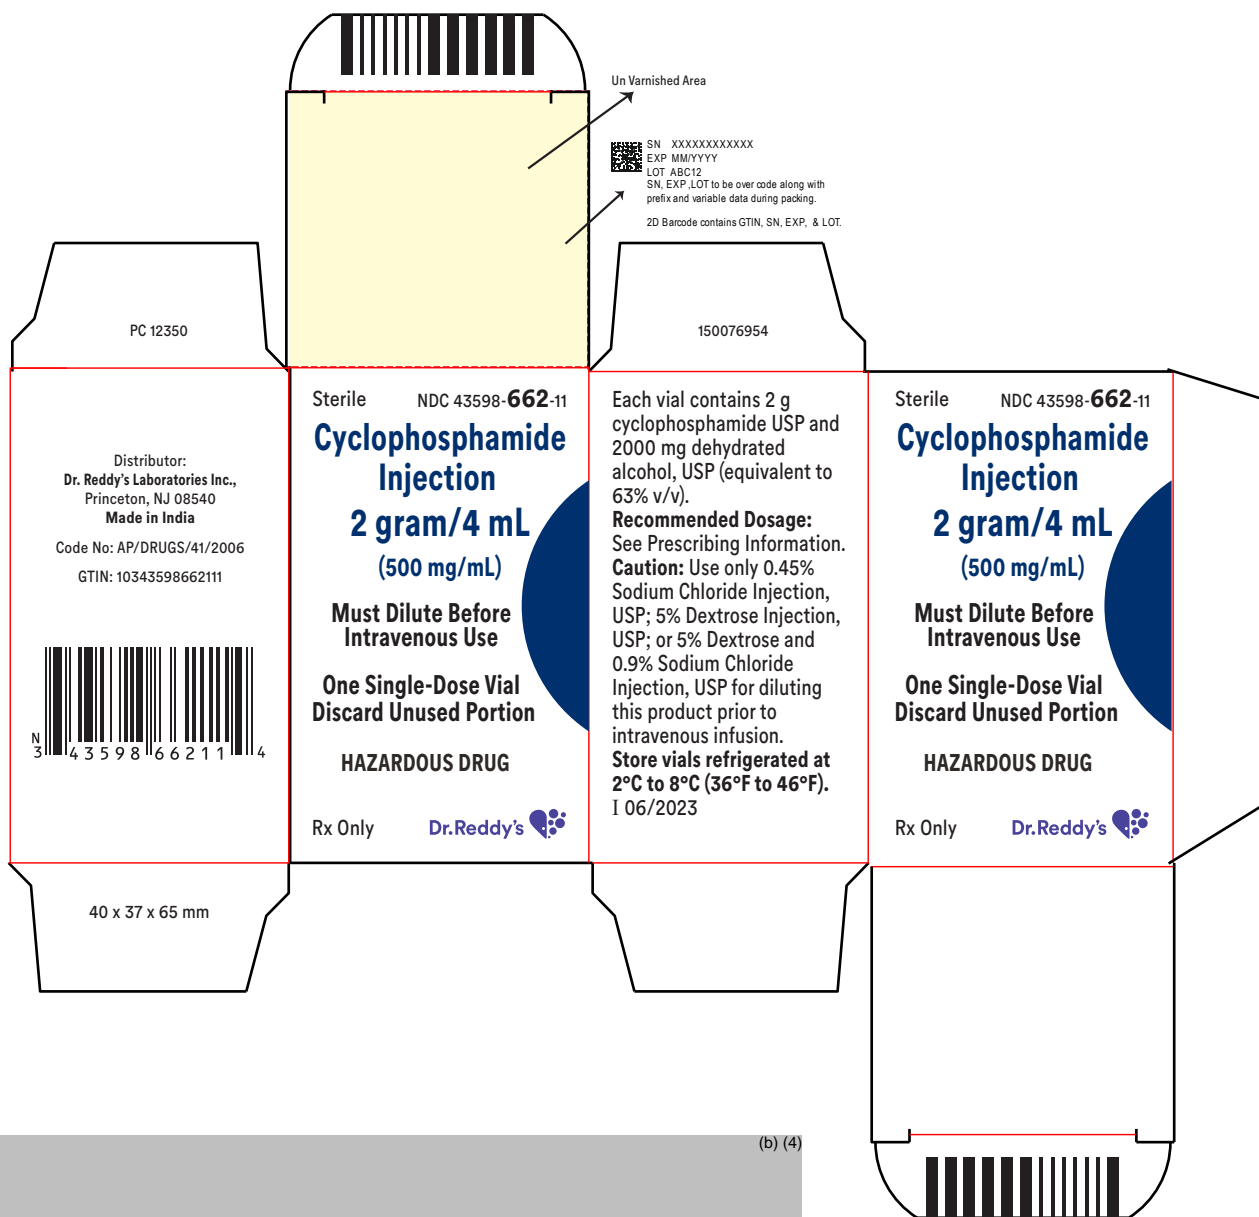 Un Varnished Area
SN XXXXXXXXXXXX
EXP MM/YYYY
LOT ABC12
SN, EXP ,LOT to be over code along with
prefix and variable data during packing.
2D Barcode contains GTIN, SN, EXP, & LOT.
PC 12350
150076954
Distributor:
Dr. Reddy's Laboratories Inc.,
Princeton, NJ 08540
Made in India
Code No: AP/DRUGS/41/2006
GTIN: 10343598662111
N
3 43598 66211 4
40 x 37 x 65 mm
Sterile NDC 43598-662-11
Cyclophosphamide
Injection
2 gram/4 mL
(500 mg/mL)
Must Dilute Before
Intravenous Use
One Single-Dose Vial
Discard Unused Portion
HAZARDOUS DRUG
Rx Only Dr.Reddy's
Each vial contains 2 g
cyclophosphamide USP and
2000 mg dehydrated
alcohol, USP (equivalent to
63% v/v).
Recommended Dosage:
See Prescribing Information.
Caution: Use only 0.45%
Sodium Chloride Injection,
USP; 5% Dextrose Injection,
USP; or 5% Dextrose and
0.9% Sodium Chloride
Injection, USP for diluting
this product prior to
intravenous infusion.
Store vials refrigerated at
2°C to 8°C (36°F to 46°F).
I 06/2023
Sterile NDC 43598-662-11
Cyclophosphamide
Injection
2 gram/4 mL
(500 mg/mL)
Must Dilute Before
Intravenous Use
One Single-Dose Vial
Discard Unused Portion
HAZARDOUS DRUG
Rx Only Dr.Reddy's
(b) (4)